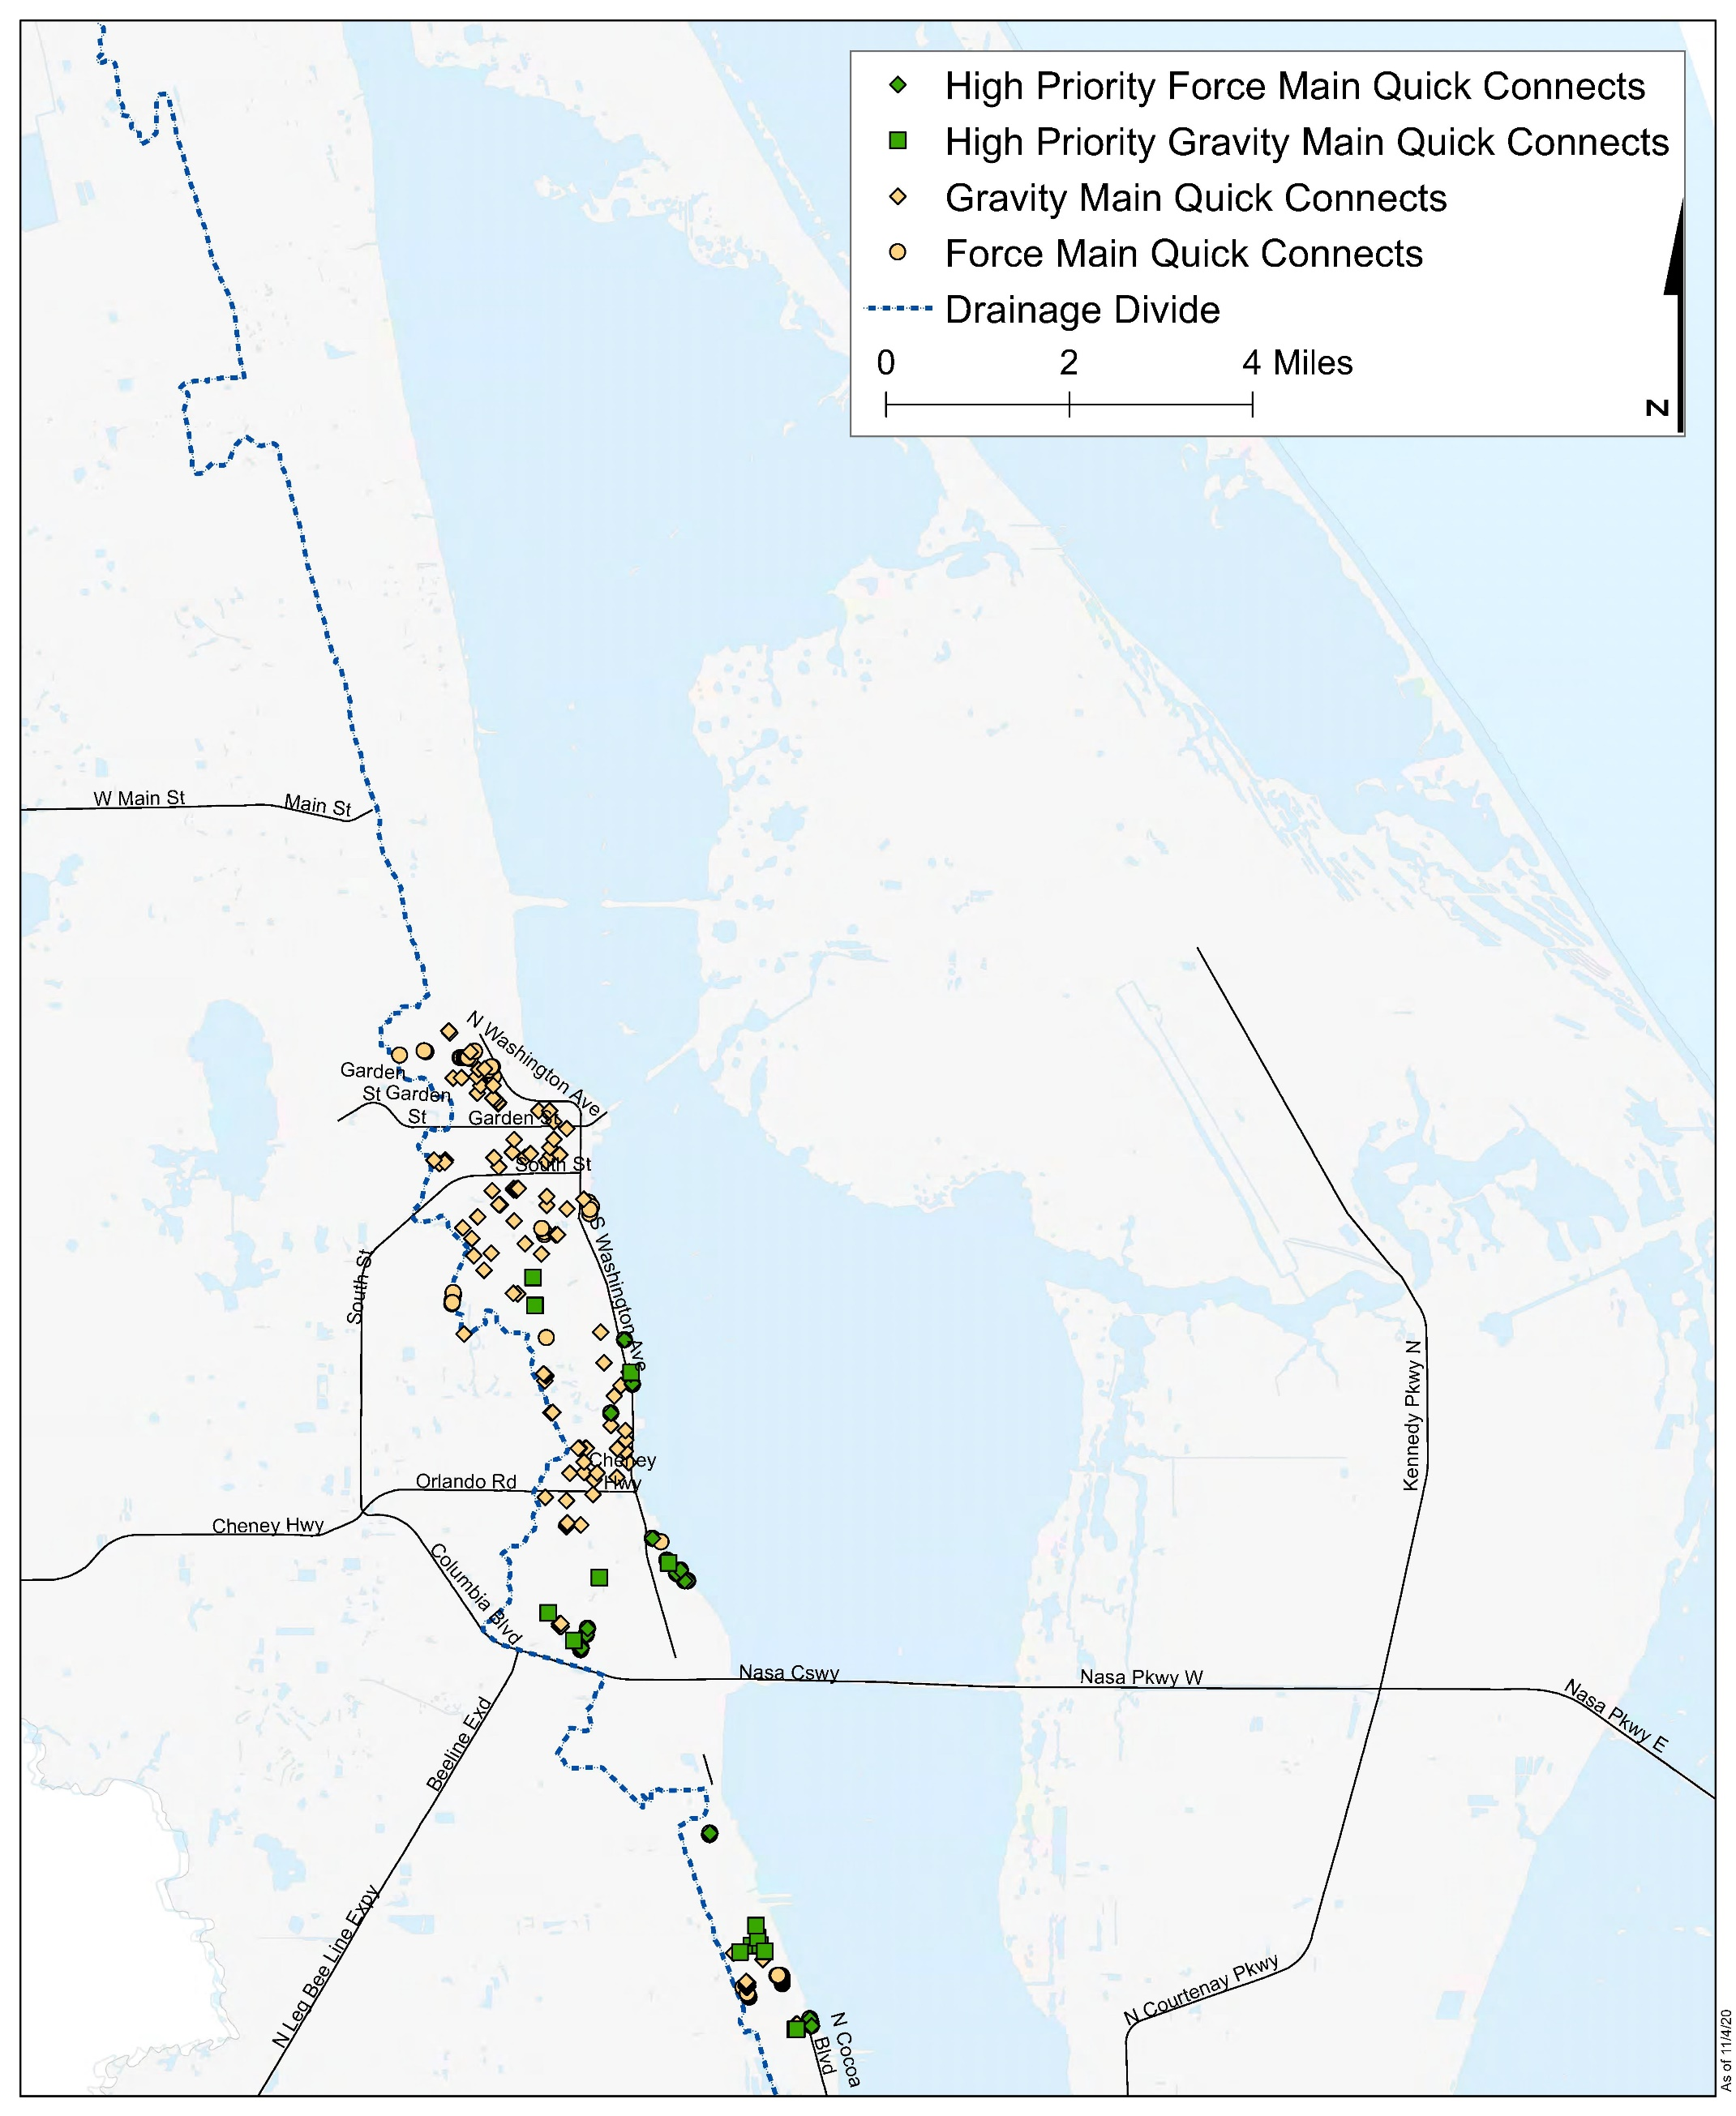 High Priority Force Main Quick Connects
High Priority Gravity Main Quick Connects
Gravity Main Quick Connects
Force Main Quick Connects
Drainage Divide
0 2 4 Miles
N
W Main St
Main St
N Washington Ave
Garden
St
Garden
St
Garden St
South St
S Washington Ave
South St
Kennedy Pkwy N
Cheney
Hwy
Orlando Rd
Cheney Hwy
Columbia Blvd
Nasa Cswy
Nasa Pkwy W
Nasa Pkwy E
Beeline Exd
N Leg Bee Line Expy
N Courtenay Pkwy
N Cocoa
Blvd
As of 11/4/20